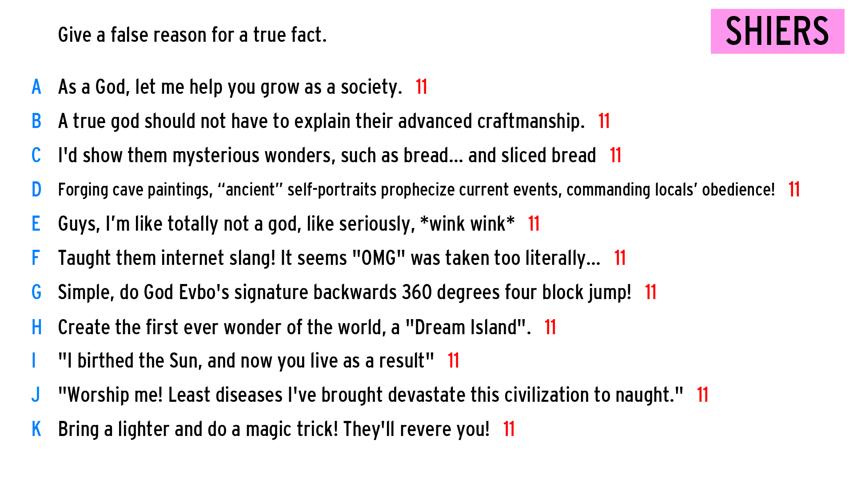 Give a false reason for a true fact.
SHIERS
A As a God, let me help you grow as a society. 11
B A true god should not have to explain their advanced craftmanship. 11
C I'd show them mysterious wonders, such as bread... and sliced bread 11
D Forging cave paintings, “ancient” self-portraits prophecize current events, commanding locals’ obedience! 11
E Guys, I’m like totally not a god, like seriously, *wink wink* 11
F Taught them internet slang! It seems "OMG" was taken too literally... 11
G Simple, do God Evbo's signature backwards 360 degrees four block jump! 11
H Create the first ever wonder of the world, a "Dream Island". 11
I "I birthed the Sun, and now you live as a result" 11
J "Worship me! Least diseases I've brought devastate this civilization to naught." 11
K Bring a lighter and do a magic trick! They'll revere you! 11